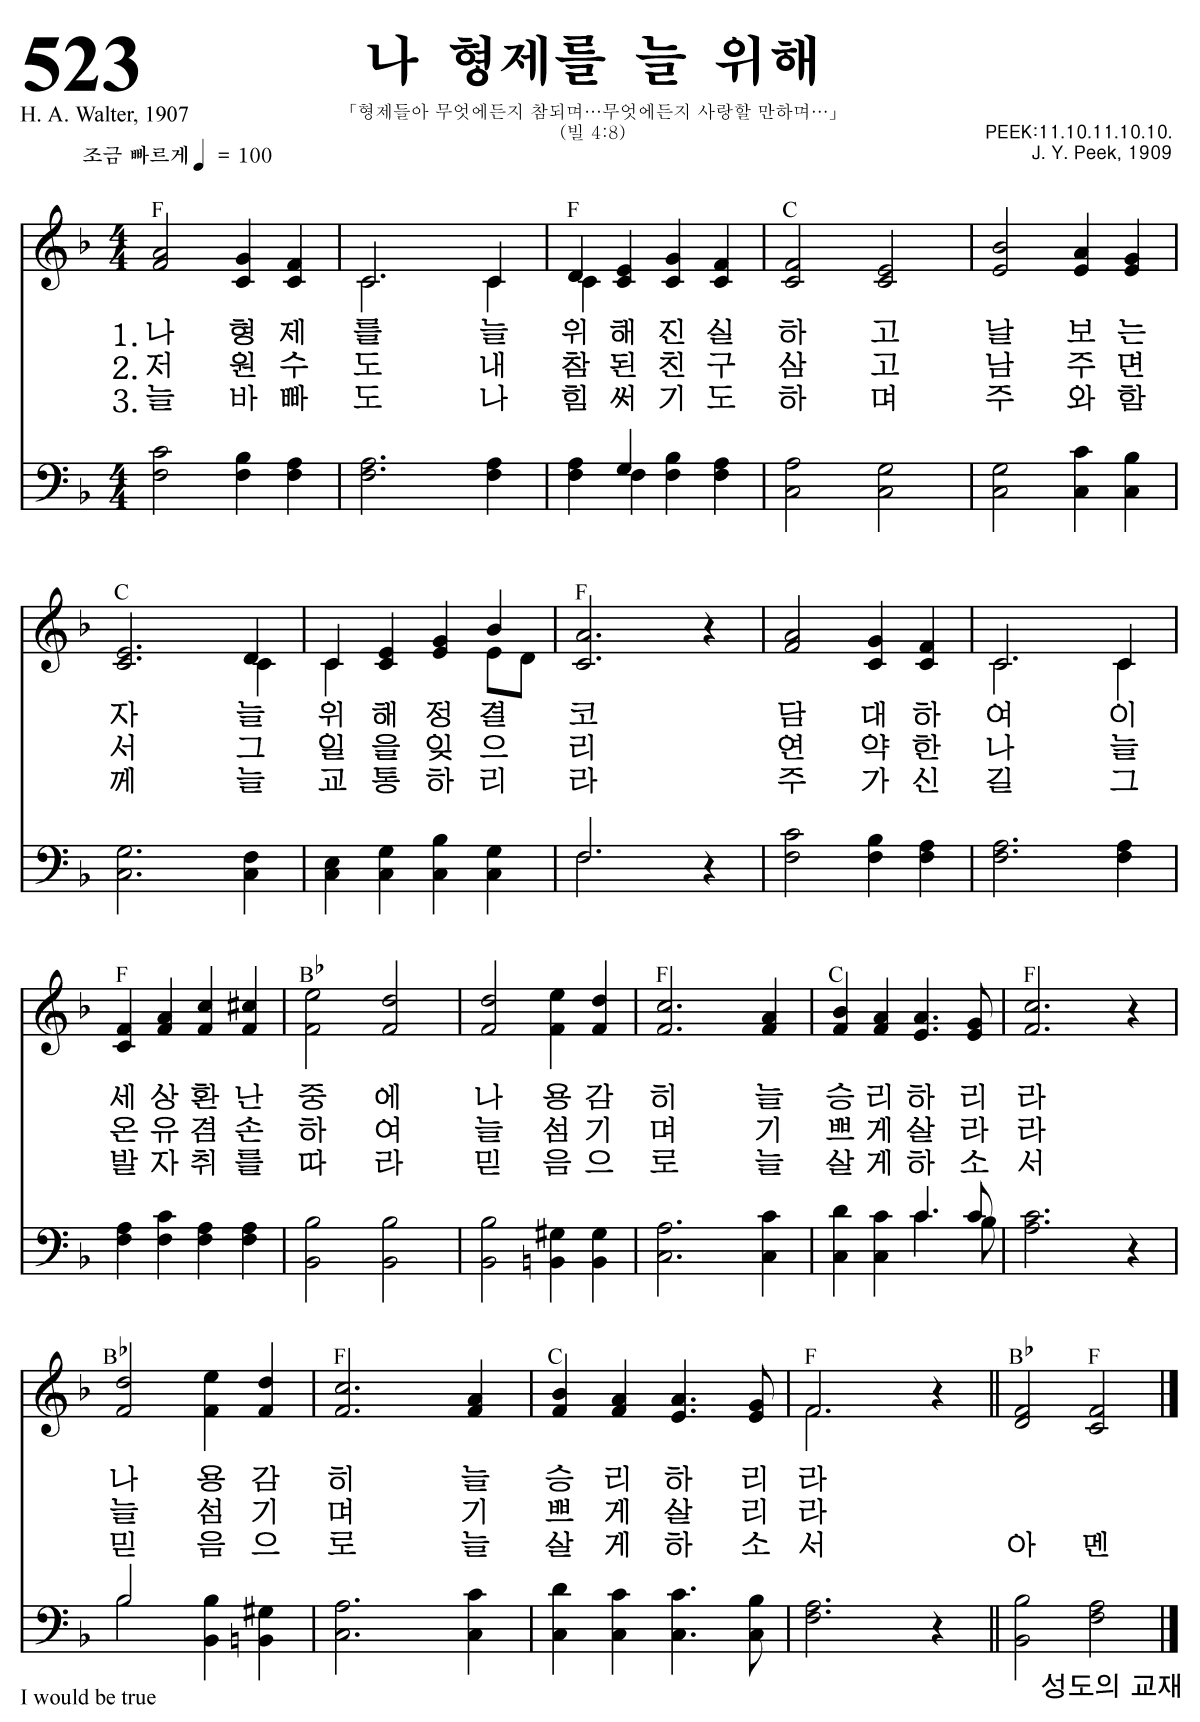 523
나 형제를 늘 위해
H. A. Walter, 1907
「형제들아 무엇에든지 참되며…무엇에든지 사랑할 만하며…」
(빌 4:8)
PEEK:11.10.11.10.10.
조금 빠르게 ♩ = 100
J. Y. Peek, 1909
F F C
1. 나 형 제 를 늘 위 해 진 실 하 고 날 보 는
2. 저 원 수 도 내 참 된 친 구 삼 고 남 주 면
3. 늘 바 빠 도 나 힘 써 기 도 하 며 주 와 함
C F
자 늘 위 해 정 결 코 담 대 하 여 이
서 그 일 을 잊 으 리 연 약 한 나 늘
께 늘 교 통 하 리 라 주 가 신 길 그
F B♭ F C F
세 상 환 난 중 에 나 용 감 히 늘 승 리 하 리 라
온 유 겸 손 하 여 늘 섬 기 며 기 쁘 게 살 라 라
발 자 취 를 따 라 믿 음 으 로 늘 살 게 하 소 서
B♭ F C F B♭ F
나 용 감 히 늘 승 리 하 리 라
늘 섬 기 며 기 쁘 게 살 리 라
믿 음 으 로 늘 살 게 하 소 서 아 멘
I would be true
성도의 교재